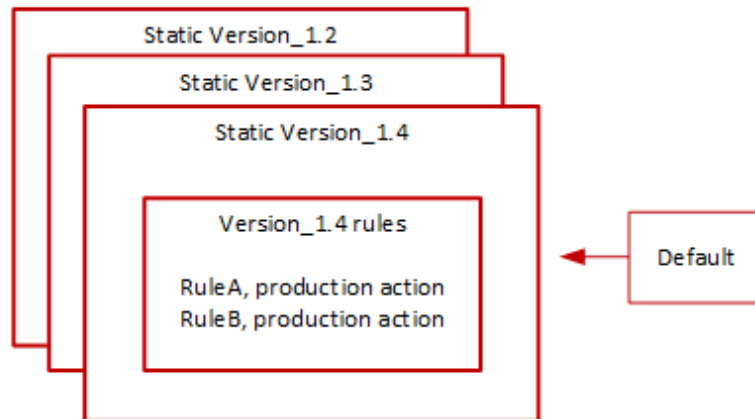 Static Version_1.2
Static Version_1.3
Static Version_1.4
Version_1.4 rules
RuleA, production action
RuleB, production action
Default